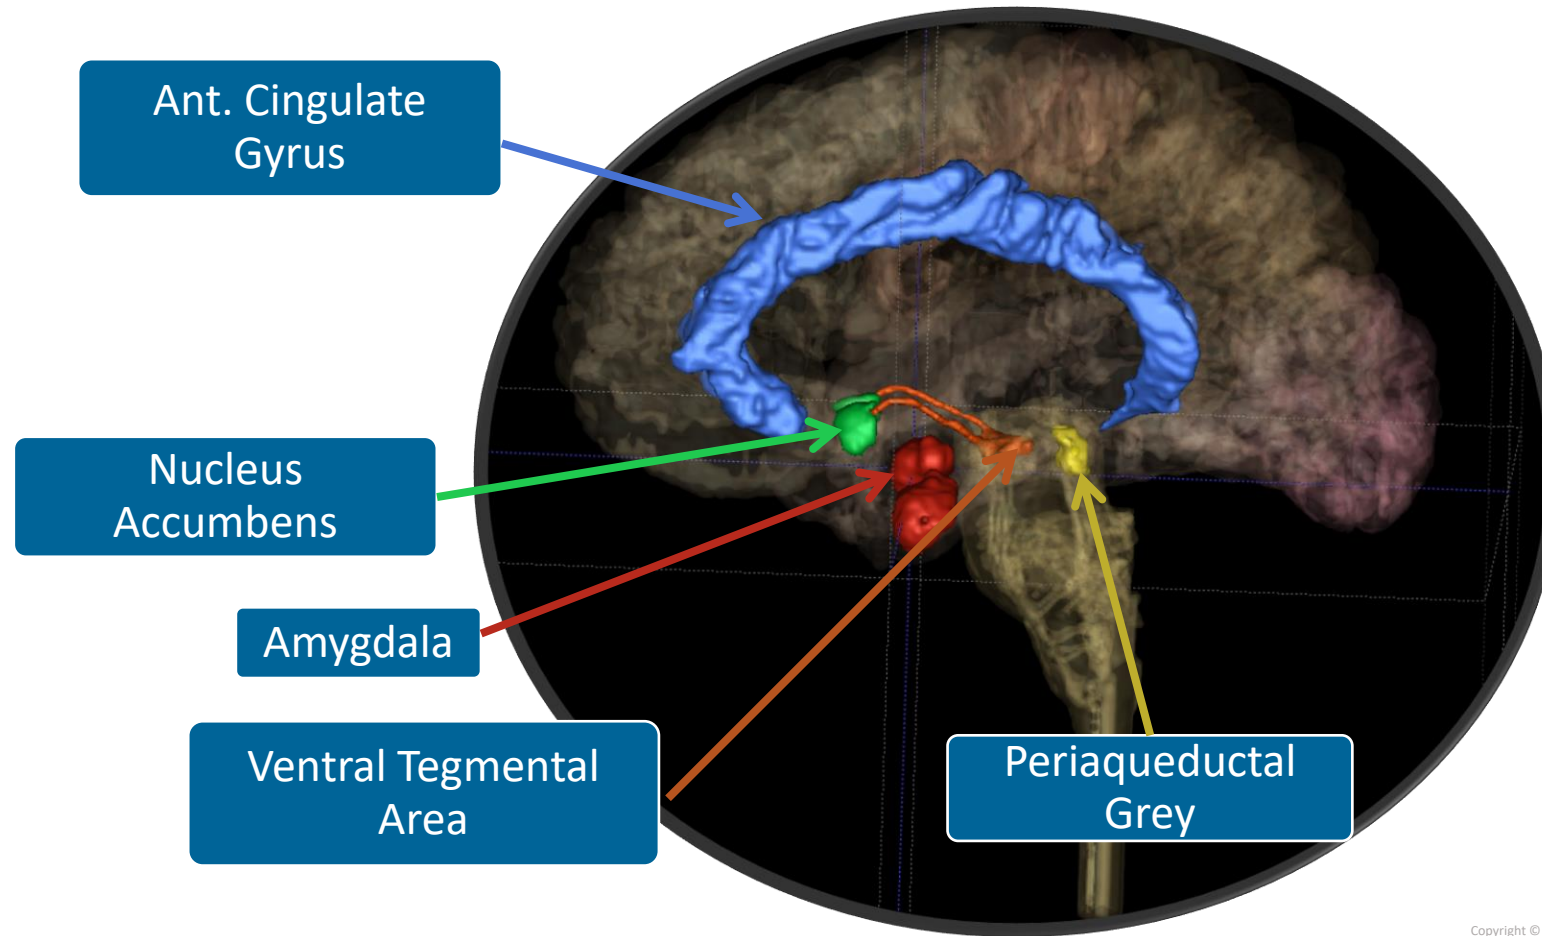 Ant. Cingulate
Gyrus
Nucleus
Accumbens
Amygdala
Ventral Tegmental
Area
Periaqueductal
Grey
Copyright ©